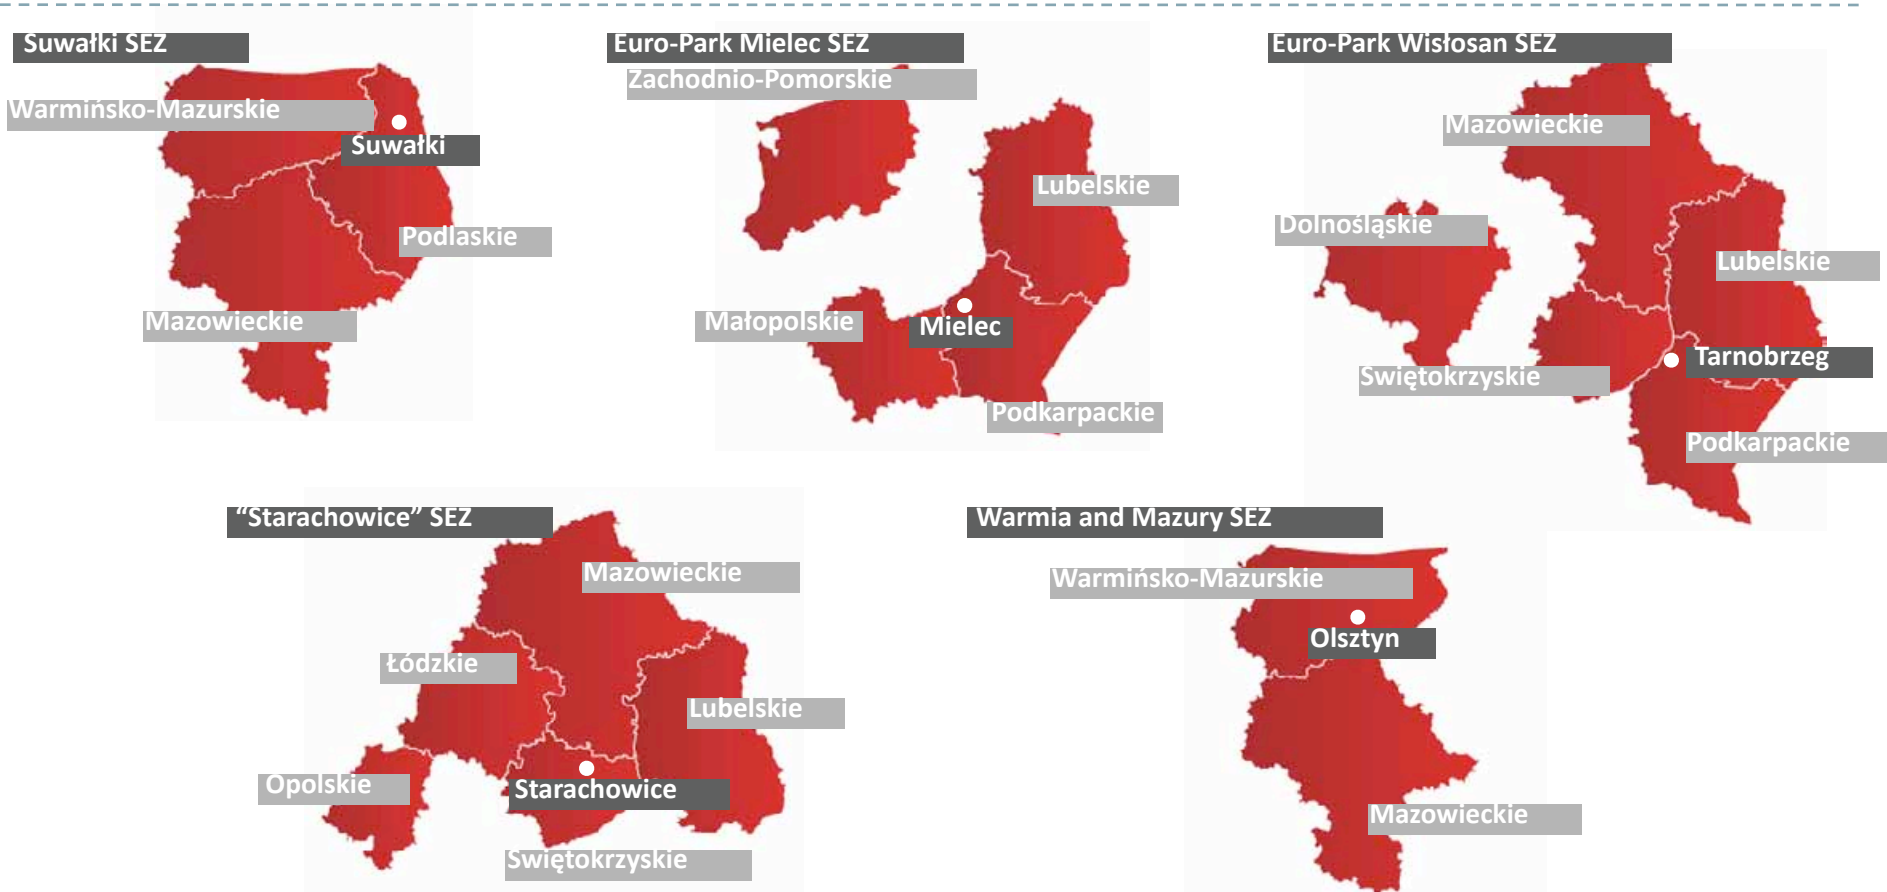 Suwałki SEZ
Warmińsko-Mazurskie
Suwałki
Podlaskie
Mazowieckie
Euro-Park Mielec SEZ
Zachodnio-Pomorskie
Lubelskie
Małopolskie
Mielec
Podkarpackie
Euro-Park Wisłosan SEZ
Mazowieckie
Dolnośląskie
Lubelskie
Tarnobrzeg
Swiętokrzyskie
Podkarpackie
“Starachowice” SEZ
Mazowieckie
Łódzkie
Lubelskie
Opolskie
Starachowice
Swiętokrzyskie
Warmia and Mazury SEZ
Warmińsko-Mazurskie
Olsztyn
Mazowieckie